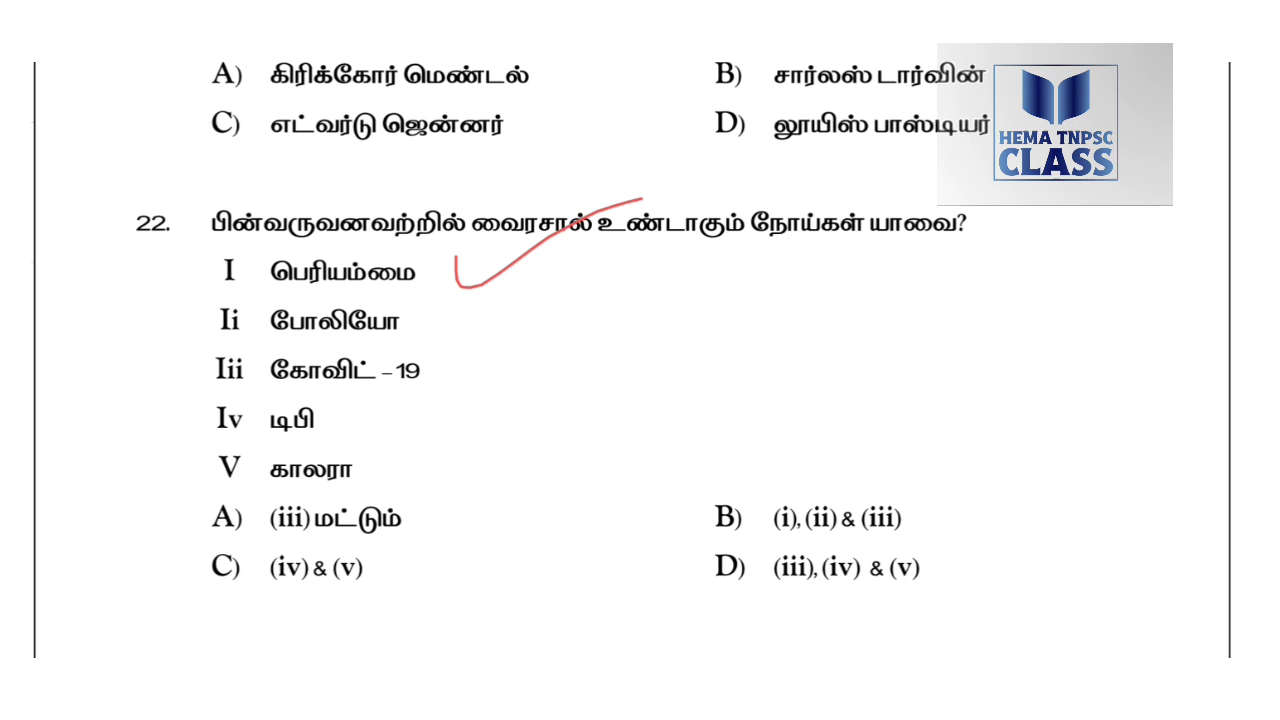 A) கிரிக்கோர் மெண்டல் B) சார்லஸ் டார்வின்
C) எட்வர்டு ஜென்னர் D) லூயிஸ் பாஸ்டியர்
HEMA TNPSC
CLASS
22. பின்வருவனவற்றில் வைரசால் உண்டாகும் நோய்கள் யாவை?
I பெரியம்மை
Ii போலியோ
Iii கோவிட் – 19
Iv டிபி
V காலரா
A) (iii) மட்டும் B) (i), (ii) & (iii)
C) (iv) & (v) D) (iii), (iv) & (v)